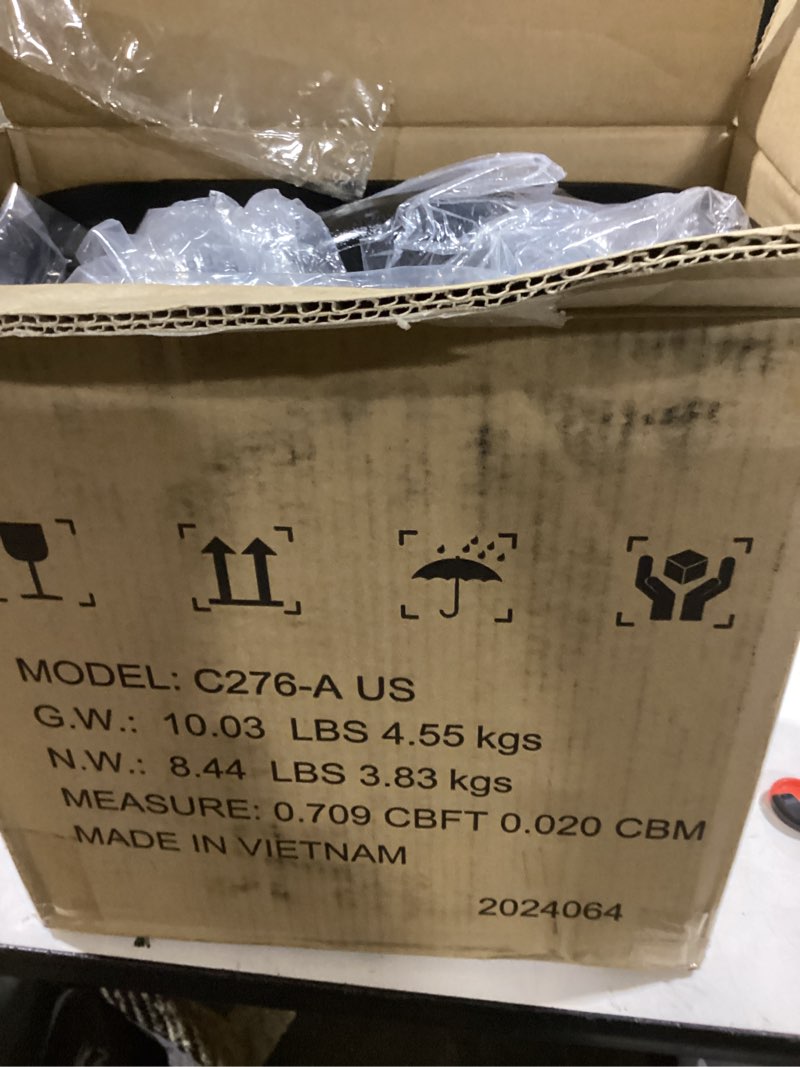 MODEL: C276-A US
G.W.: 10.03 LBS 4.55 kgs
N.W.: 8.44 LBS 3.83 kgs
MEASURE: 0.709 CBFT 0.020 CBM
MADE IN VIETNAM
2024064